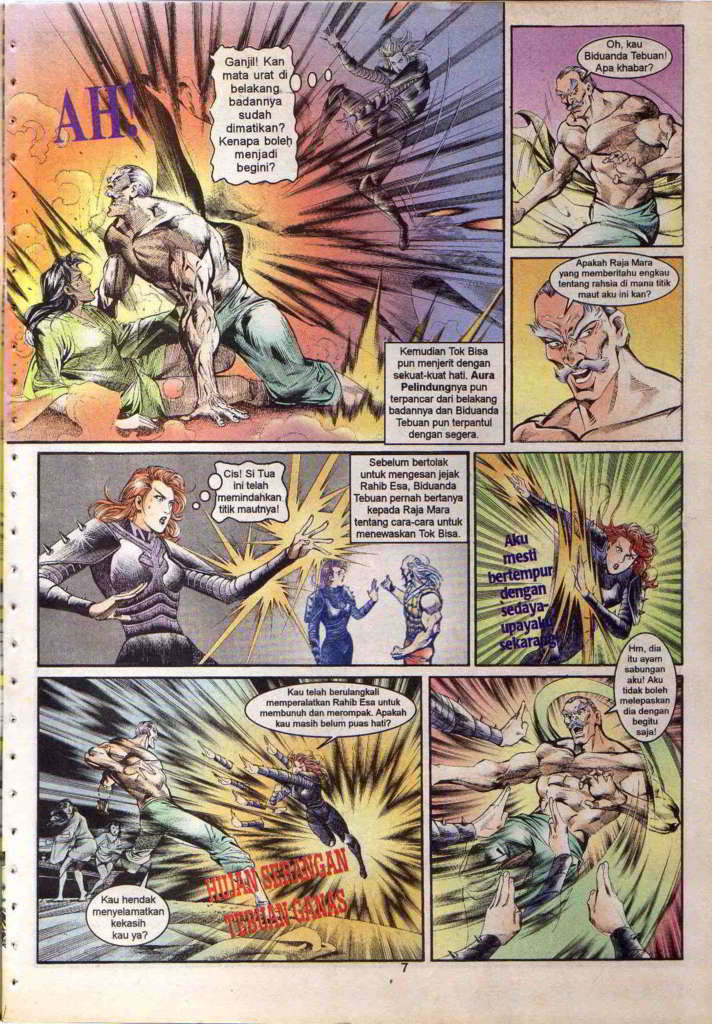 AH!
Ganjil! Kan
mata urat di
belakang
badannya
sudah
dimatikan?
Kenapa boleh
menjadi
begini?
Kemudian Tok Bisa
pun menjerit dengan
sekuat-kuat hati. Aura
Pelindungnya pun
terpancar dari belakang
badannya dan Biduanda
Tebuan pun terpantul
dengan segera.
Oh, kau
Biduanda Tebuan!
Apa khabar?
Apakah Raja Mara
yang memberitahu engkau
tentang rahsia di mana titik
maut aku ini kan?
Cis! Si Tua
ini telah
memindahkan
titik mautnya!
Sebelum bertolak
untuk mengesan jejak
Rahib Esa, Biduanda
Tebuan pernah bertanya
kepada Raja Mara
tentang cara-cara untuk
menewaskan Tok Bisa.
Aku
mesti
bertempur
dengan
sedaya-
upayaku
sekarang!
Kau telah berulangkali
memperalatkan Rahib Esa untuk
membunuh dan merompak. Apakah
kau masih belum puas hati?
Kau hendak
menyelamatkan
kekasih
kau ya?
HUJAN SERANGAN
TEBUAN GANAS
Hm, dia
itu ayam
sabungan
aku! Aku
tidak boleh
melepaskan
dia dengan
begitu
saja!
7